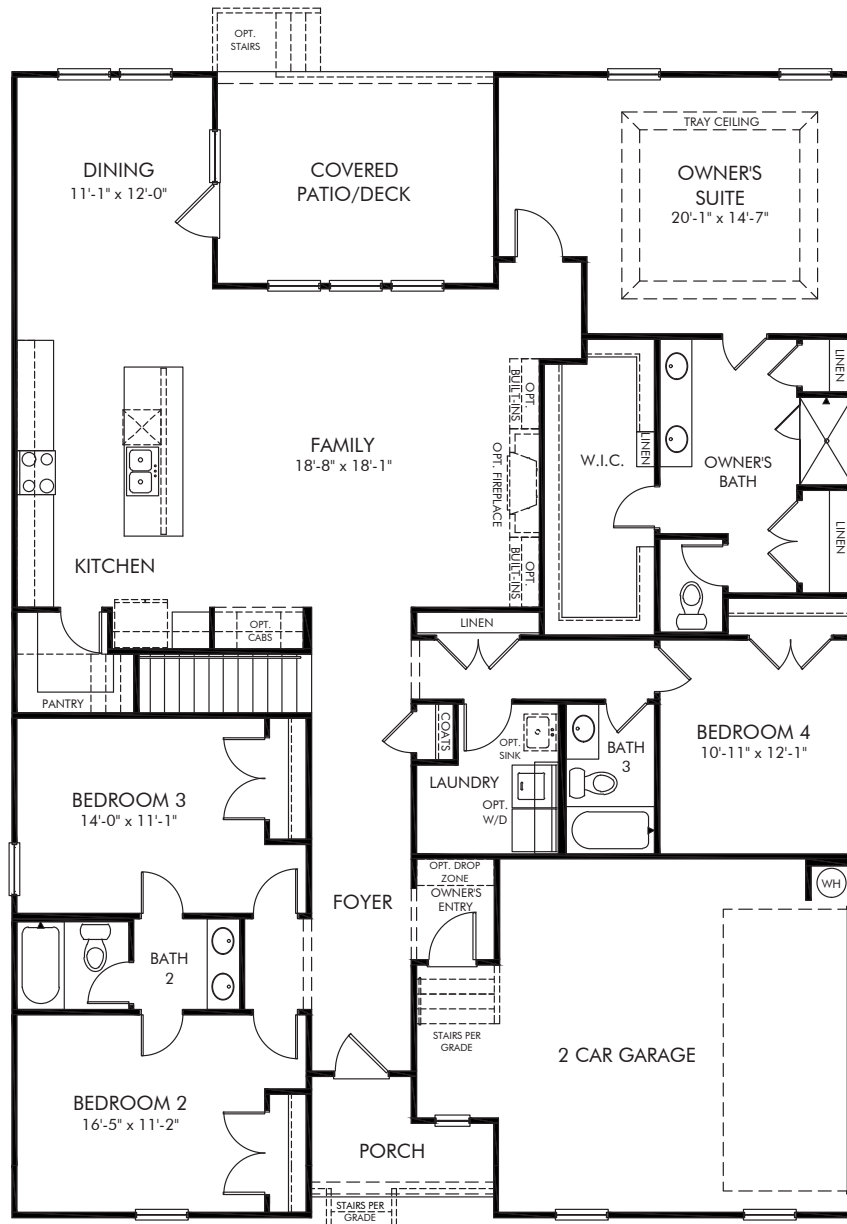 OPT.
STAIRS
TRAY CEILING
DINING
11'-1" x 12'-0"
COVERED
PATIO/DECK
OWNER'S
SUITE
20'-1" x 14'-7"
LINEN
OPT.
BUILT-INS
FAMILY
18'-8" x 18'-1"
OPT. FIREPLACE
W.I.C.
LINEN
OWNER'S
BATH
LINEN
OPT.
BUILT-INS
KITCHEN
OPT.
CABS
LINEN
PANTRY
COATS
OPT.
SINK
BATH
3
BEDROOM 4
10'-11" x 12'-1"
LAUNDRY
OPT.
W/D
BEDROOM 3
14'-0" x 11'-1"
OPT. DROP
ZONE
OWNER'S
ENTRY
WH
FOYER
BATH
2
STAIRS PER
GRADE
2 CAR GARAGE
BEDROOM 2
16'-5" x 11'-2"
PORCH
STAIRS PER
GRADE